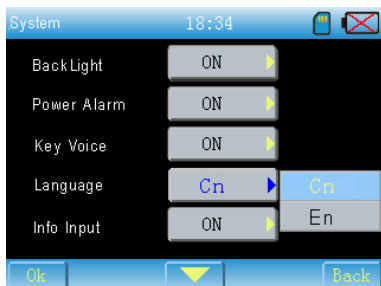 System 18:34
BackLight ON
Power Alarm ON
Key Voice ON
Language Cn Cn
En
Info Input ON
Ok Back